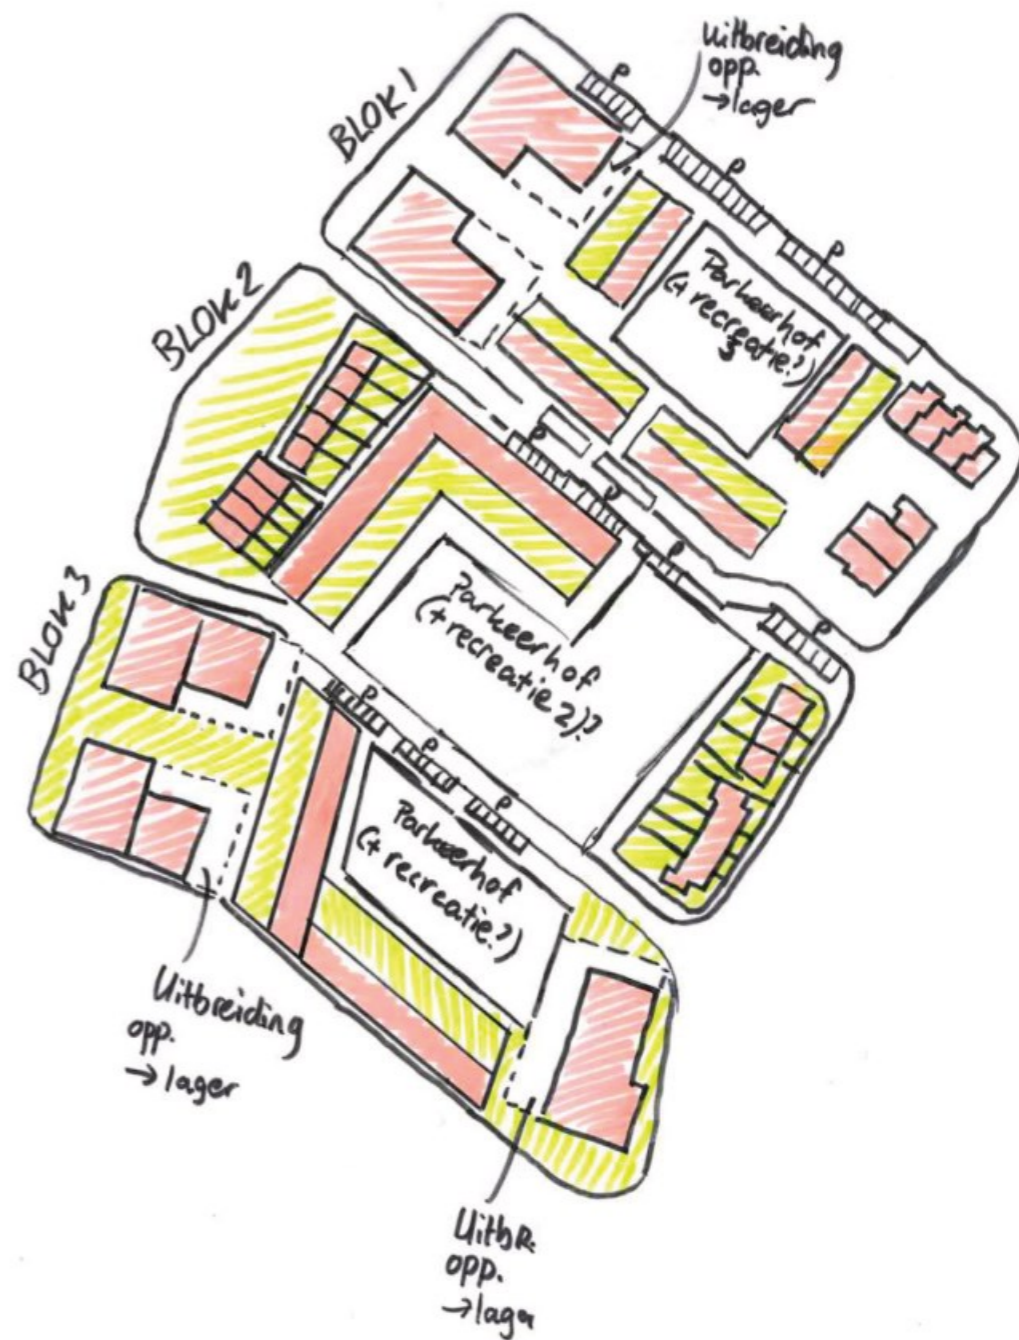 Uitbreiding
opp.
→lager
BLOK 1
P
P
P
Parkeerhof
(+ recreatie?)
3
BLOK 2
P
P
P
P
Parkeerhof
(+recreatie 2)?
BLOK 3
P
P
P
Parkeerhof
(+ recreatie?)
Uitbreiding
opp.
→lager
UitbR.
opp.
→lager